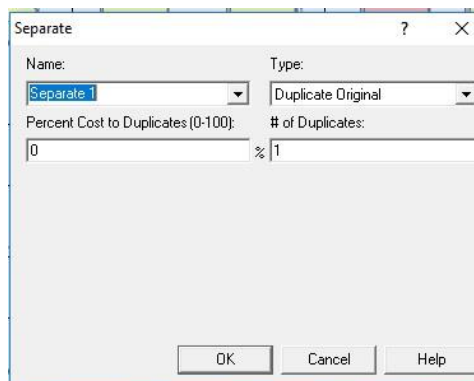 Separate ?
Name: Type:
Separate 1 Duplicate Original
Percent Cost to Duplicates (0-100): # of Duplicates:
0 % 1
OK Cancel Help